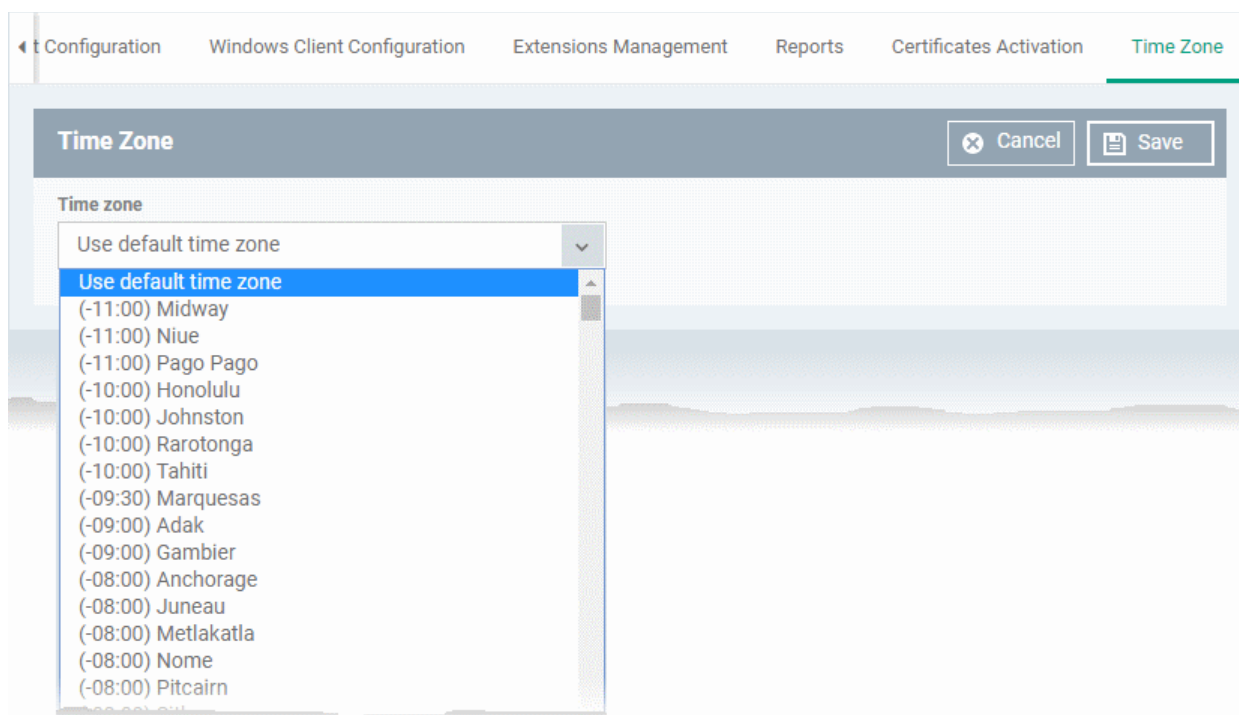 t Configuration Windows Client Configuration Extensions Management Reports Certificates Activation Time Zone
Time Zone Cancel Save
Time zone
Use default time zone
Use default time zone
(-11:00) Midway
(-11:00) Niue
(-11:00) Pago Pago
(-10:00) Honolulu
(-10:00) Johnston
(-10:00) Rarotonga
(-10:00) Tahiti
(-09:30) Marquesas
(-09:00) Adak
(-09:00) Gambier
(-08:00) Anchorage
(-08:00) Juneau
(-08:00) Metlakatla
(-08:00) Nome
(-08:00) Pitcairn